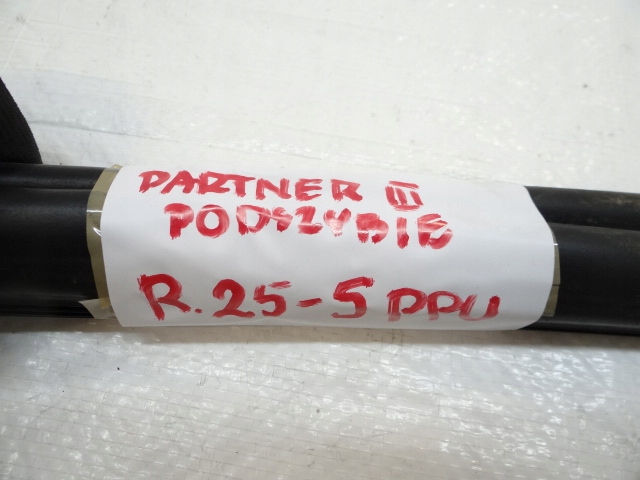 PARTNER III
PODSZYBIE
R.25-5 PPU